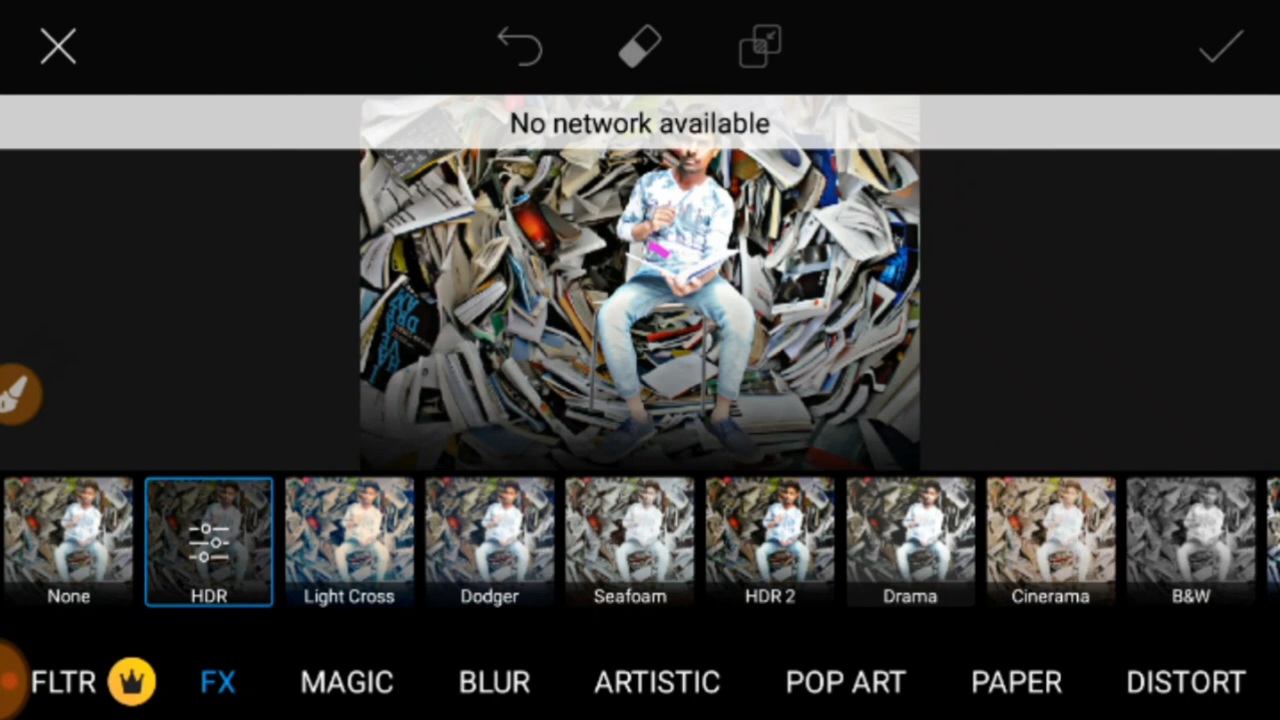 No network available
None
HDR
Light Cross
Dodger
Seafoam
HDR 2
Drama
Cinerama
B&W
FLTR
FX
MAGIC
BLUR
ARTISTIC
POP ART
PAPER
DISTORT